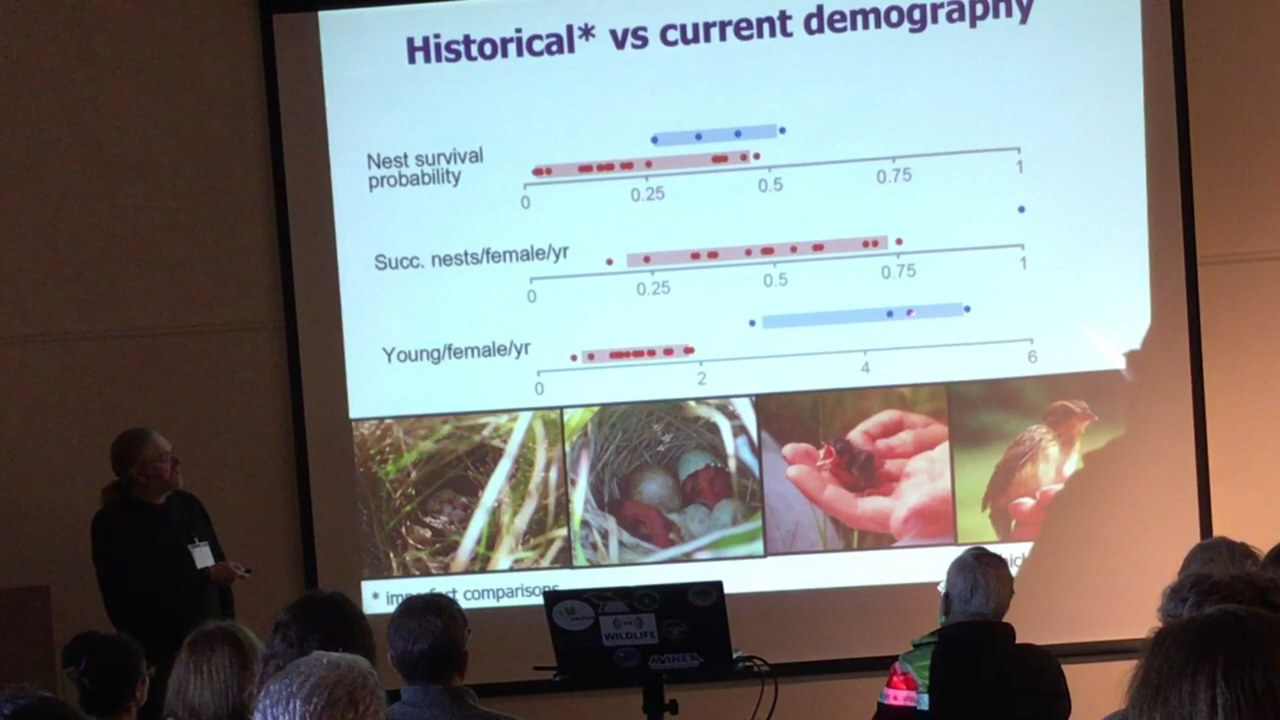 Historical* vs current demography
Nest survival
probability
0
0.25
0.5
0.75
1
Succ. nests/female/yr
0
0.25
0.5
0.75
1
Young/female/yr
0
2
4
6
* imperfect comparisons
WILDLIFE